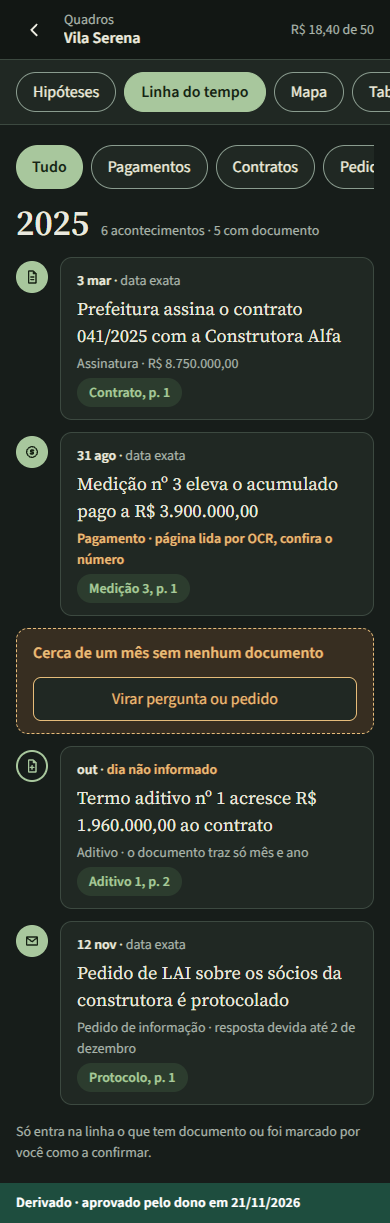 Quadros
Vila Serena
R$ 18,40 de 50
Hipóteses
Linha do tempo
Mapa
Tab
Tudo
Pagamentos
Contratos
Pedid
2025 6 acontecimentos · 5 com documento
3 mar · data exata
Prefeitura assina o contrato
041/2025 com a Construtora Alfa
Assinatura · R$ 8.750.000,00
Contrato, p. 1
31 ago · data exata
Medição nº 3 eleva o acumulado
pago a R$ 3.900.000,00
Pagamento · página lida por OCR, confira o
número
Medição 3, p. 1
Cerca de um mês sem nenhum documento
Virar pergunta ou pedido
out · dia não informado
Termo aditivo nº 1 acresce R$
1.960.000,00 ao contrato
Aditivo · o documento traz só mês e ano
Aditivo 1, p. 2
12 nov · data exata
Pedido de LAI sobre os sócios da
construtora é protocolado
Pedido de informação · resposta devida até 2 de
dezembro
Protocolo, p. 1
Só entra na linha o que tem documento ou foi marcado por
você como a confirmar.
Derivado · aprovado pelo dono em 21/11/2026